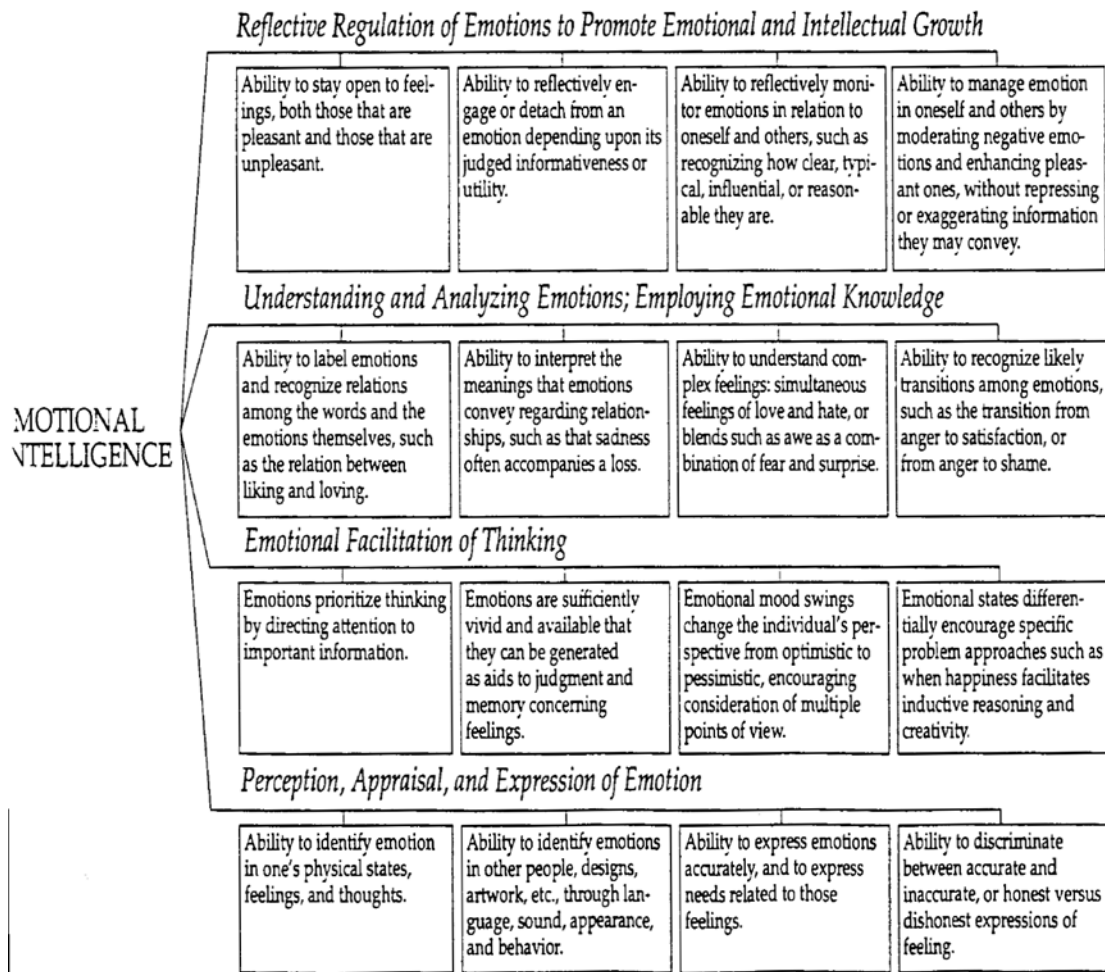 Reflective Regulation of Emotions to Promote Emotional and Intellectual Growth
Ability to stay open to feel-
ings, both those that are
pleasant and those that are
unpleasant.
Ability to reflectively en-
gage or detach from an
emotion depending upon its
judged informativeness or
utility.
Ability to reflectively moni-
tor emotions in relation to
oneself and others, such as
recognizing how clear, typi-
cal, influential, or reason-
able they are.
Ability to manage emotion
in oneself and others by
moderating negative emo-
tions and enhancing pleas-
ant ones, without repressing
or exaggerating information
they may convey.
Understanding and Analyzing Emotions; Employing Emotional Knowledge
Ability to label emotions
and recognize relations
among the words and the
emotions themselves, such
as the relation between
liking and loving.
Ability to interpret the
meanings that emotions
convey regarding relation-
ships, such as that sadness
often accompanies a loss.
Ability to understand com-
plex feelings: simultaneous
feelings of love and hate, or
blends such as awe as a com-
bination of fear and surprise.
Ability to recognize likely
transitions among emotions,
such as the transition from
anger to satisfaction, or
from anger to shame.
MOTIONAL
NTELLIGENCE
Emotional Facilitation of Thinking
Emotions prioritize thinking
by directing attention to
important information.
Emotions are sufficiently
vivid and available that
they can be generated
as aids to judgment and
memory concerning
feelings.
Emotional mood swings
change the individual's per-
spective from optimistic to
pessimistic, encouraging
consideration of multiple
points of view.
Emotional states differen-
tially encourage specific
problem approaches such as
when happiness facilitates
inductive reasoning and
creativity.
Perception, Appraisal, and Expression of Emotion
Ability to identify emotion
in one's physical states,
feelings, and thoughts.
Ability to identify emotions
in other people, designs,
artwork, etc., through lan-
guage, sound, appearance,
and behavior.
Ability to express emotions
accurately, and to express
needs related to those
feelings.
Ability to discriminate
between accurate and
inaccurate, or honest versus
dishonest expressions of
feeling.